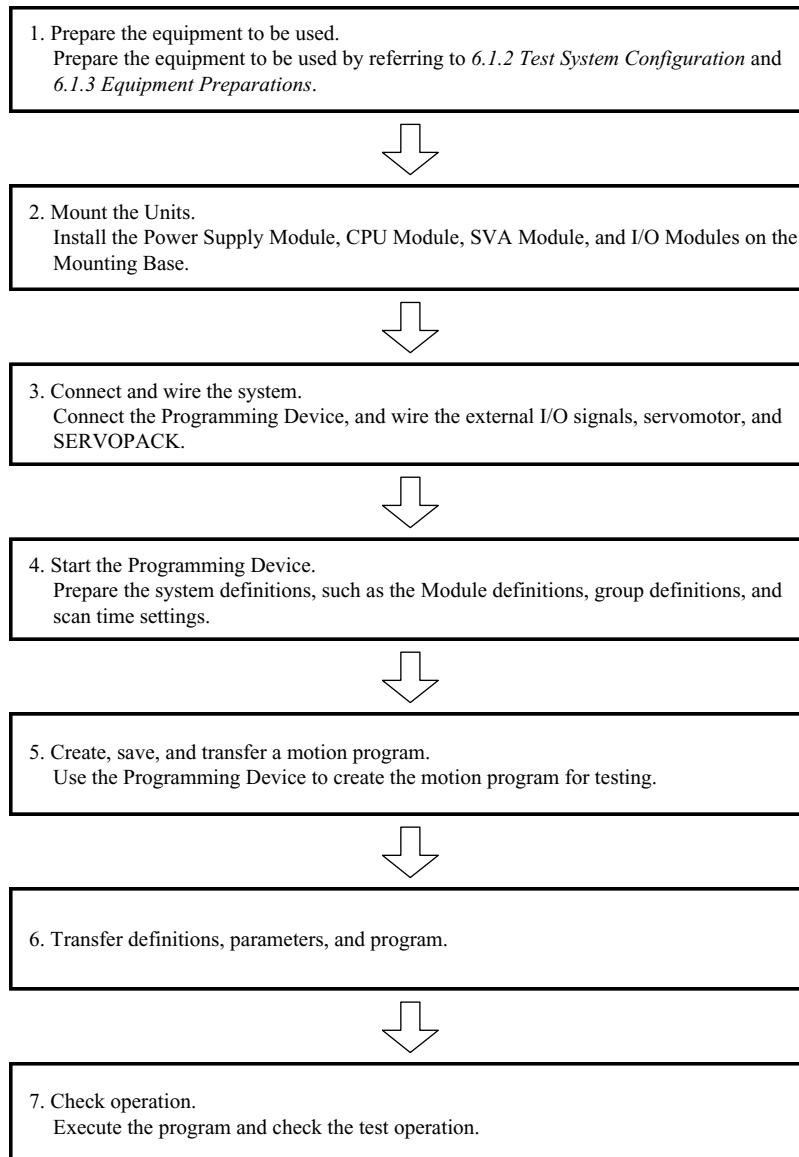 1. Prepare the equipment to be used.
Prepare the equipment to be used by referring to 6.1.2 Test System Configuration and
6.1.3 Equipment Preparations.
2. Mount the Units.
Install the Power Supply Module, CPU Module, SVA Module, and I/O Modules on the
Mounting Base.
3. Connect and wire the system.
Connect the Programming Device, and wire the external I/O signals, servomotor, and
SERVOPACK.
4. Start the Programming Device.
Prepare the system definitions, such as the Module definitions, group definitions, and
scan time settings.
5. Create, save, and transfer a motion program.
Use the Programming Device to create the motion program for testing.
6. Transfer definitions, parameters, and program.
7. Check operation.
Execute the program and check the test operation.